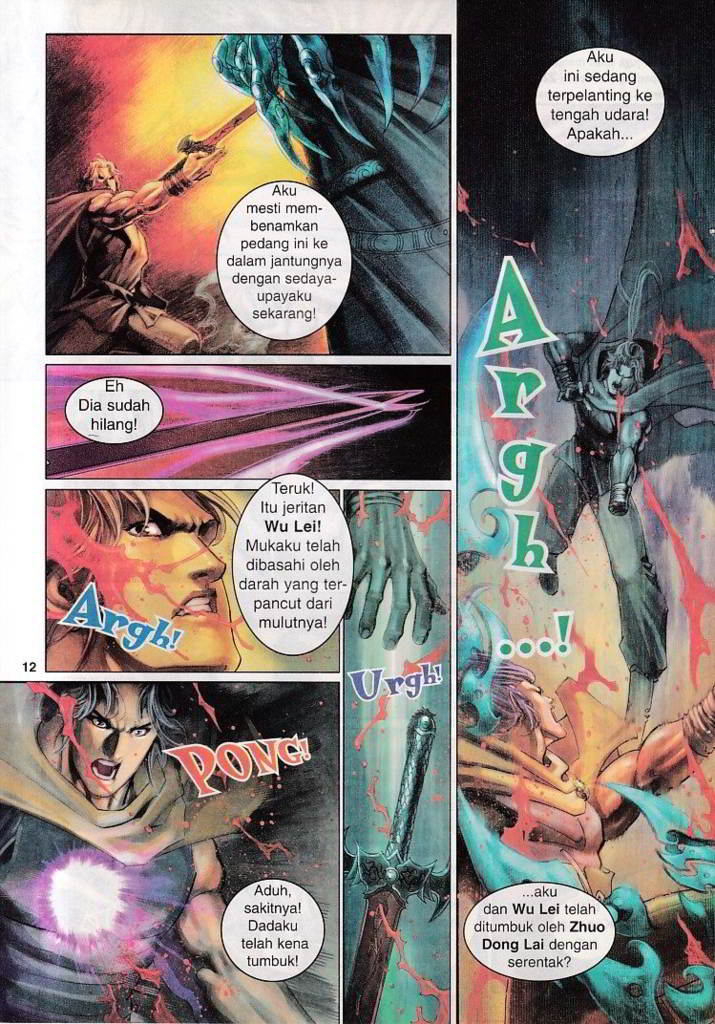 Aku
mesti mem-
benamkan
pedang ini ke
dalam jantungnya
dengan sedaya-
upayaku
sekarang!
Eh
Dia sudah
hilang!
Teruk!
Itu jeritan
Wu Lei!
Mukaku telah
dibasahi oleh
darah yang ter-
pancut dari
mulutnya!
Argh!
Urgh!
12
PONG!
Aduh,
sakitnya!
Dadaku
telah kena
tumbuk!
Aku
ini sedang
terpelanting ke
tengah udara!
Apakah...
Argh
...!
...aku
dan Wu Lei telah
ditumbuk oleh Zhuo
Dong Lai dengan
serentak?